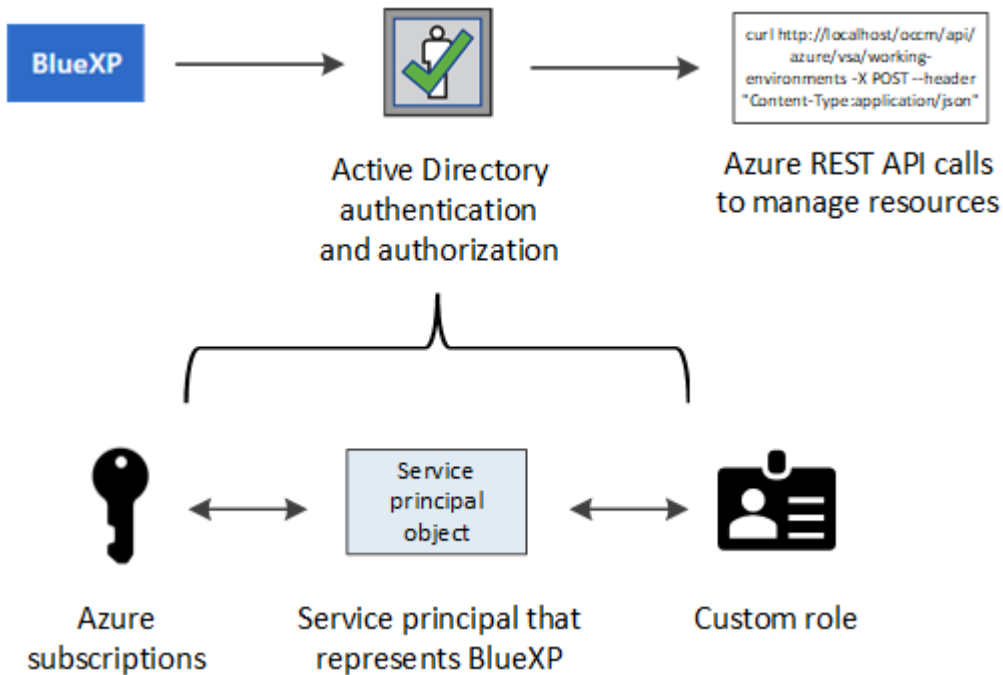 BlueXP
curl http://localhost/occm/api/
azure/vsa/working-
environments -X POST --header
"Content-Type:application/json"
Active Directory
authentication
and authorization
Azure REST API calls
to manage resources
Service
principal
object
Azure
subscriptions
Service principal that
represents BlueXP
Custom role